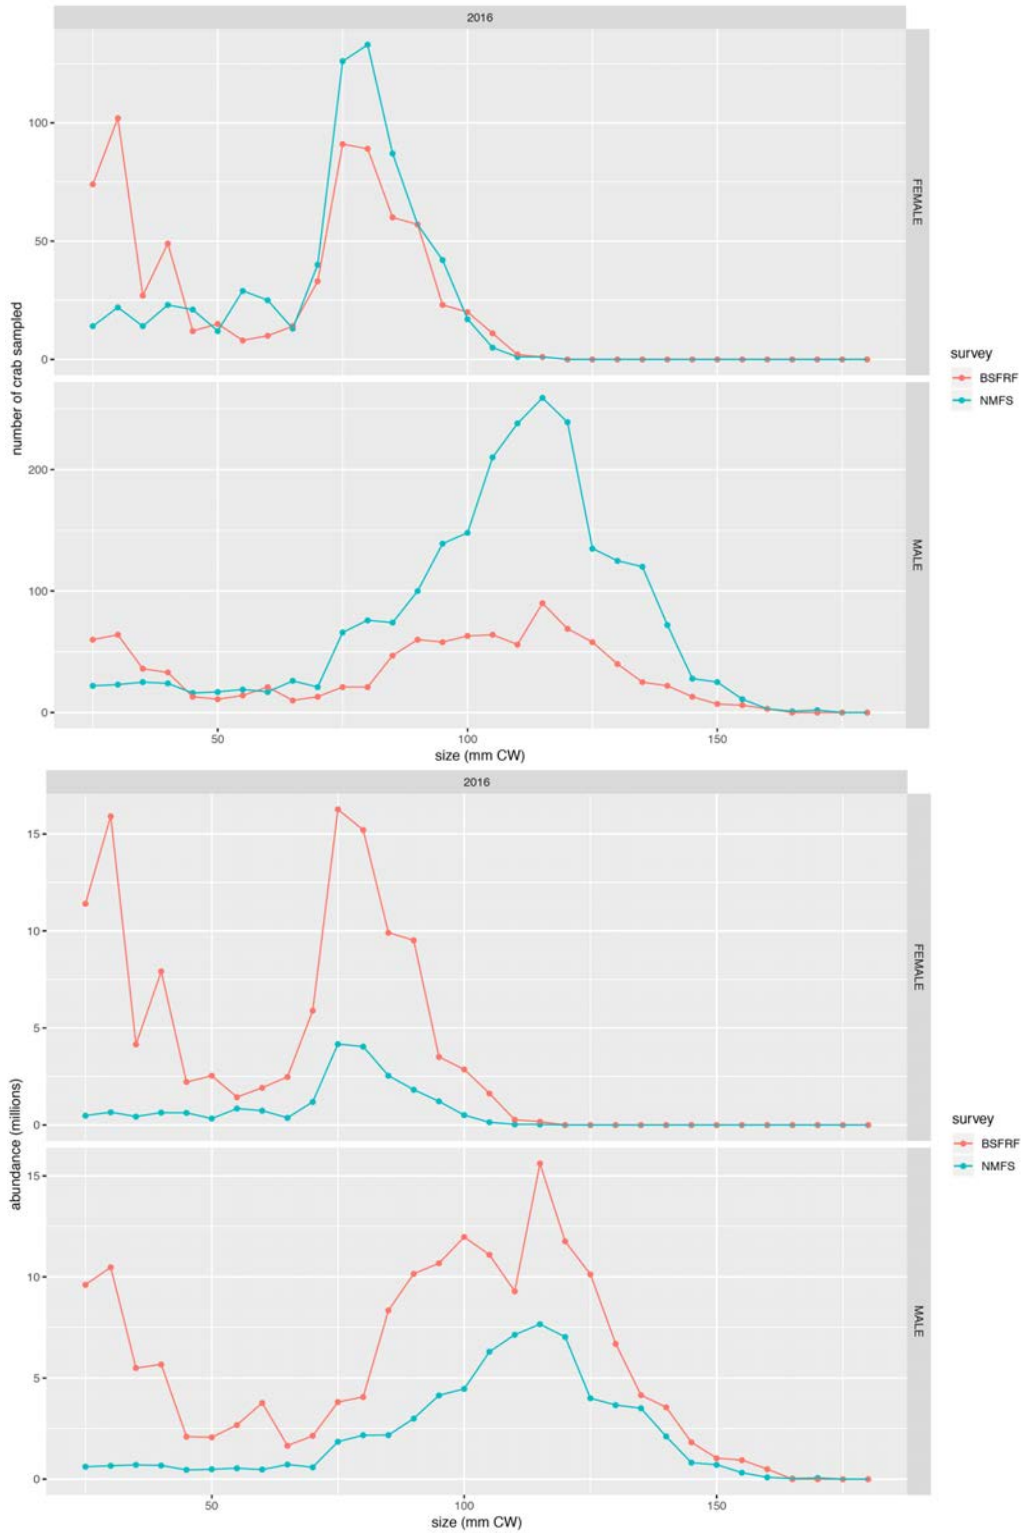 2016
100
50
0
FEMALE
number of crab sampled
200
100
0
MALE
50 100 150
size (mm CW)
survey
BSFRF
NMFS
2016
15
10
5
0
FEMALE
abundance (millions)
15
10
5
0
MALE
50 100 150
size (mm CW)
survey
BSFRF
NMFS